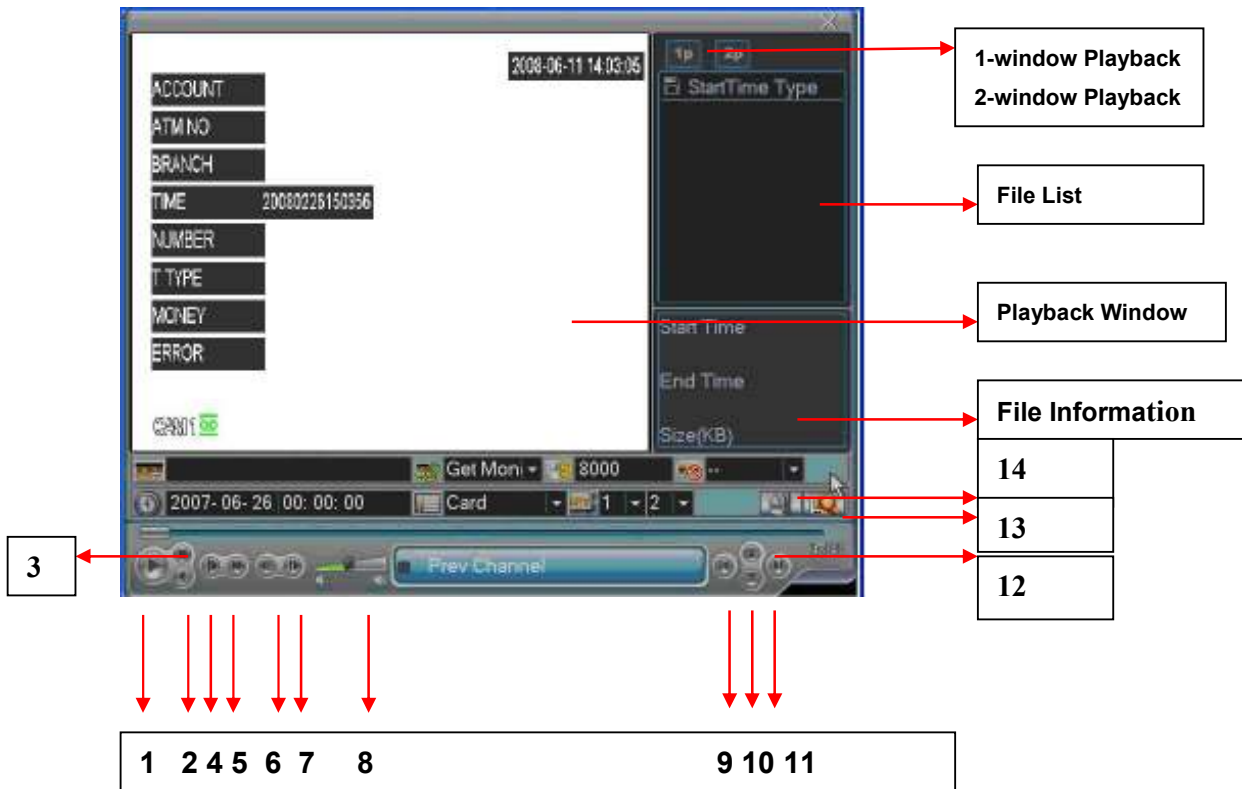 2008-06-11 14:03:05
ACCOUNT
ATM NO
BRANCH
TIME 20080226150356
NUMBER
T TYPE
MONEY
ERROR
1p 2p
StartTime Type
Start Time
End Time
Size(KB)
Get Moni 8000 --
2007-06-26 00:00:00 Card 1 2
Prev Channel
1-window Playback
2-window Playback
File List
Playback Window
File Information
14
13
12
3
1 2 4 5 6 7 8 9 10 11